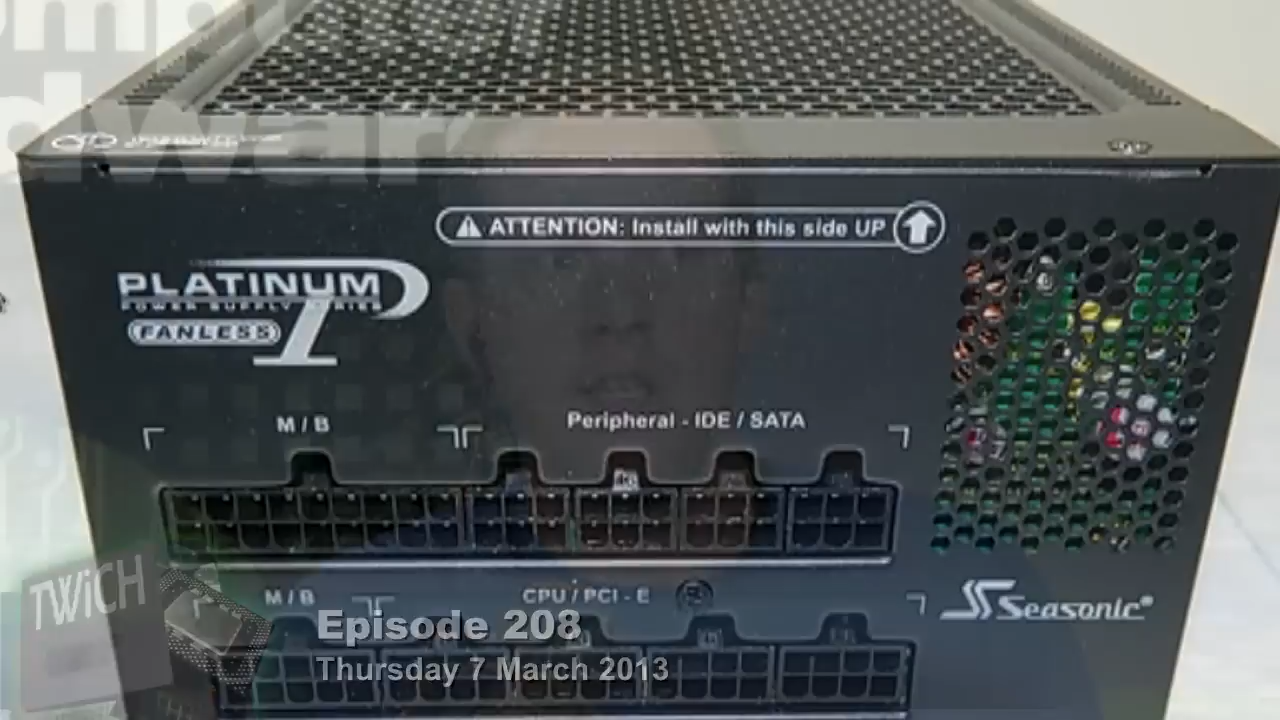 ATTENTION: Install with this side UP
PLATINUM
POWER SUPPLY SERIES
FANLESS
M / B
Peripheral - IDE / SATA
M / B
CPU / PCI - E
Seasonic®
TWiCH
Episode 208
Thursday 7 March 2013